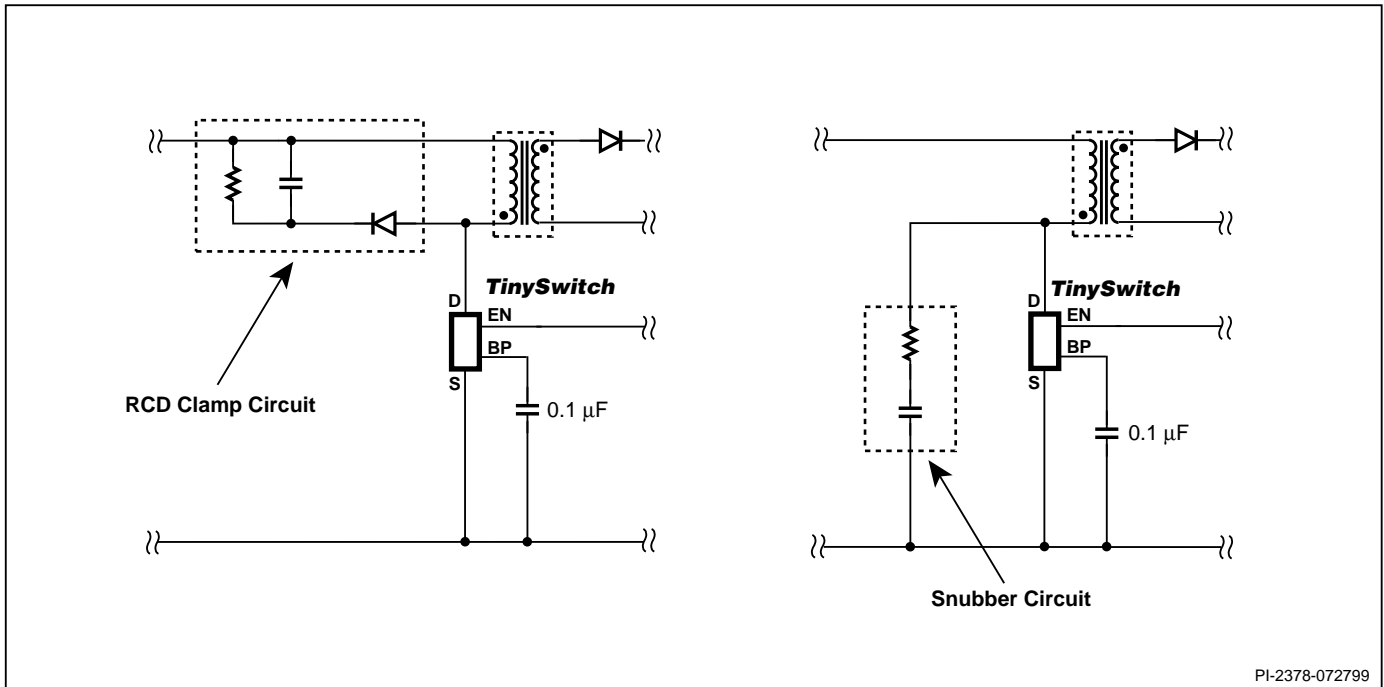 TinySwitch
D
EN
BP
S
0.1 μF
RCD Clamp Circuit
TinySwitch
D
EN
BP
S
0.1 μF
Snubber Circuit
PI-2378-072799